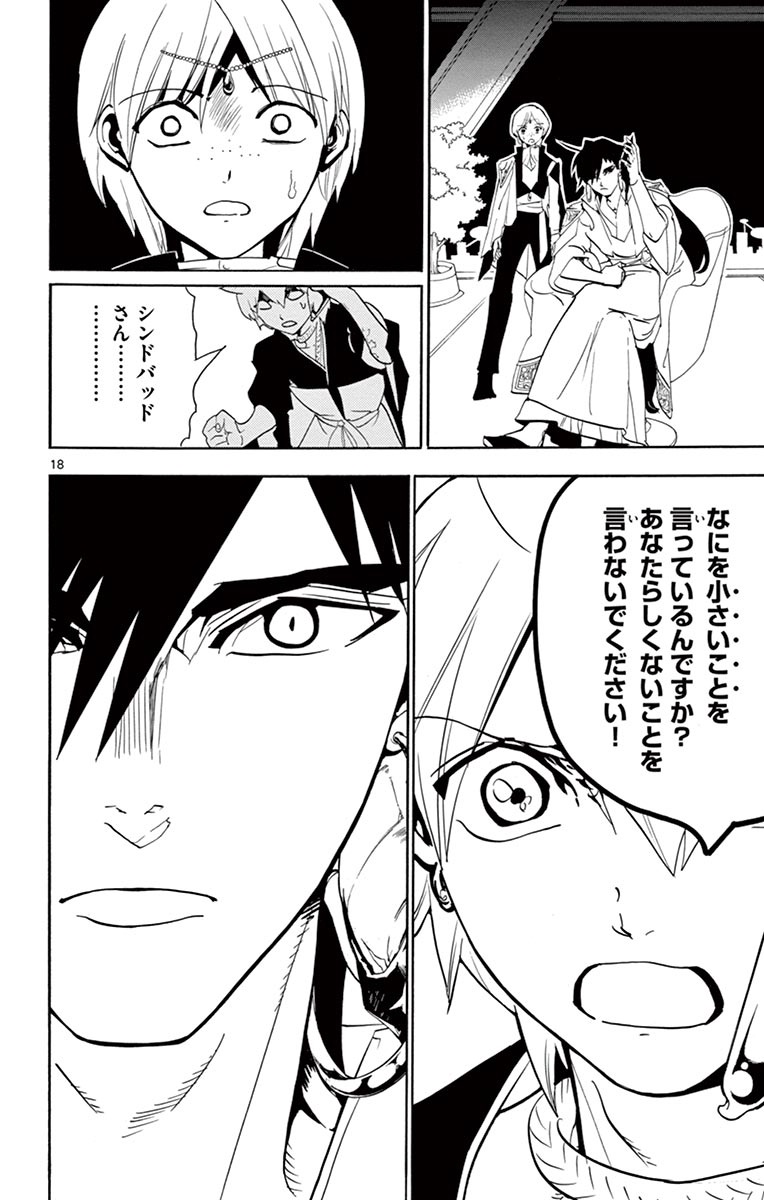 シンドバッド
さん………
…………
18
なにを小さいことを
言っているんですか？
あなたらしくないことを
言わないでください！